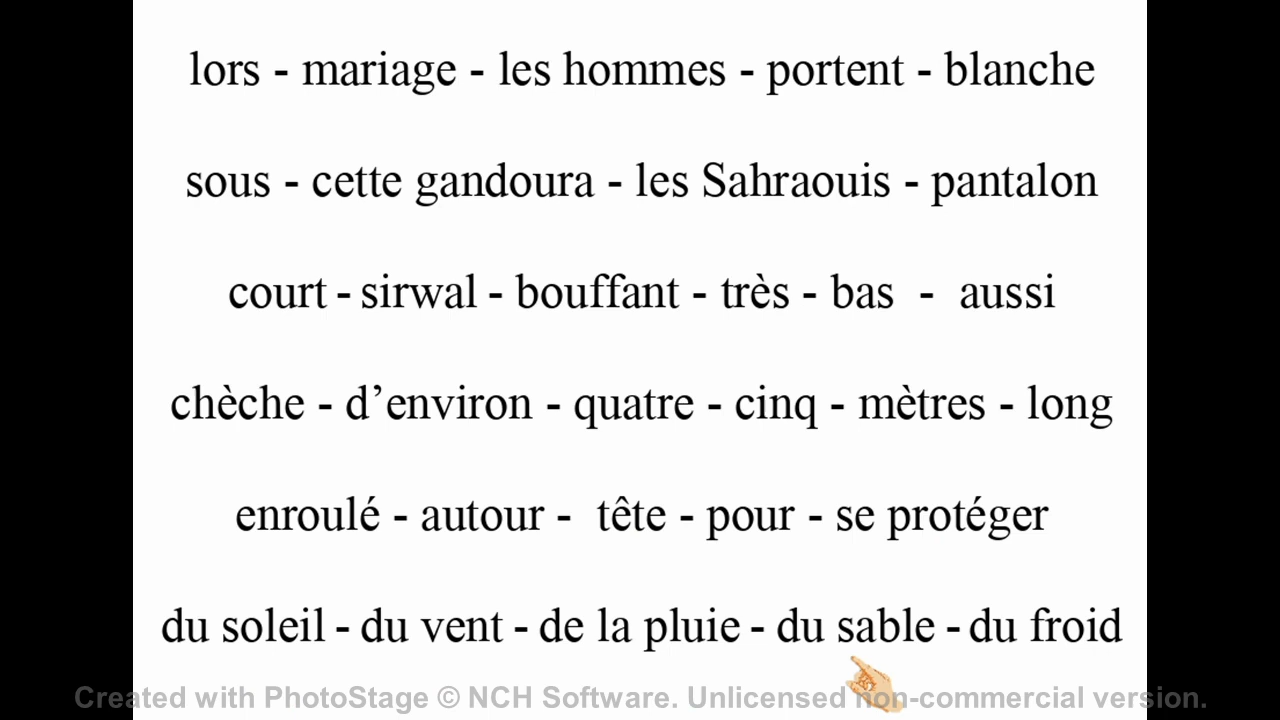 lors - mariage - les hommes - portent - blanche
sous - cette gandoura - les Sahraouis - pantalon
court - sirwal - bouffant - très - bas - aussi
chèche - d’environ - quatre - cinq - mètres - long
enroulé - autour - tête - pour - se protéger
du soleil - du vent - de la pluie - du sable - du froid
Created with PhotoStage © NCH Software. Unlicensed non-commercial version.